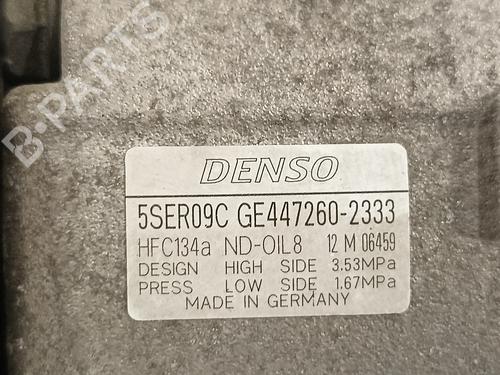 B-PARTS
DENSO
5SER09C GE447260-2333
HFC134a ND-OIL8 12 M 06459
DESIGN HIGH SIDE 3.53MPa
PRESS LOW SIDE 1.67MPa
MADE IN GERMANY